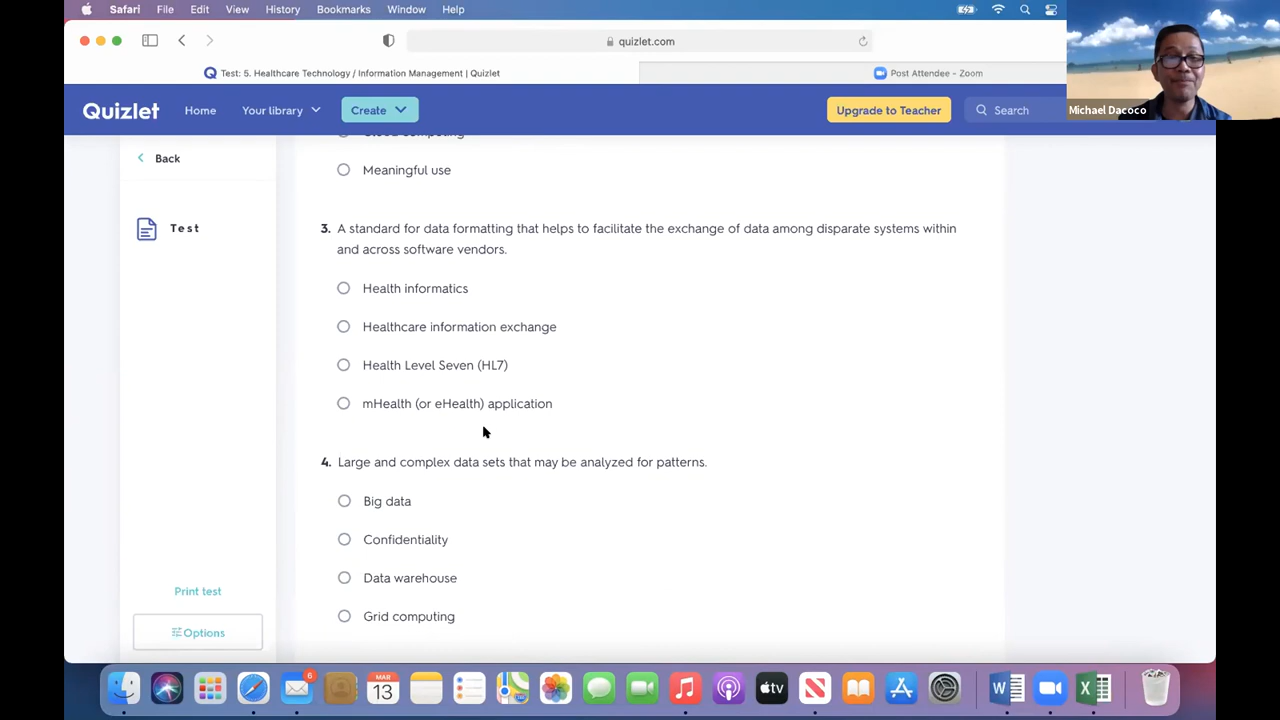 Safari File Edit View History Bookmarks Window Help
quizlet.com
Test: 5. Healthcare Technology / Information Management | Quizlet
Post Attendee - Zoom
Michael Dacoco
Quizlet Home Your library Create Upgrade to Teacher Search
Back
Test
Cloud computing
Meaningful use
3. A standard for data formatting that helps to facilitate the exchange of data among disparate systems within
and across software vendors.
Health informatics
Healthcare information exchange
Health Level Seven (HL7)
mHealth (or eHealth) application
4. Large and complex data sets that may be analyzed for patterns.
Big data
Confidentiality
Data warehouse
Grid computing
Print test
Options
6
MAR
13
tv
W
X